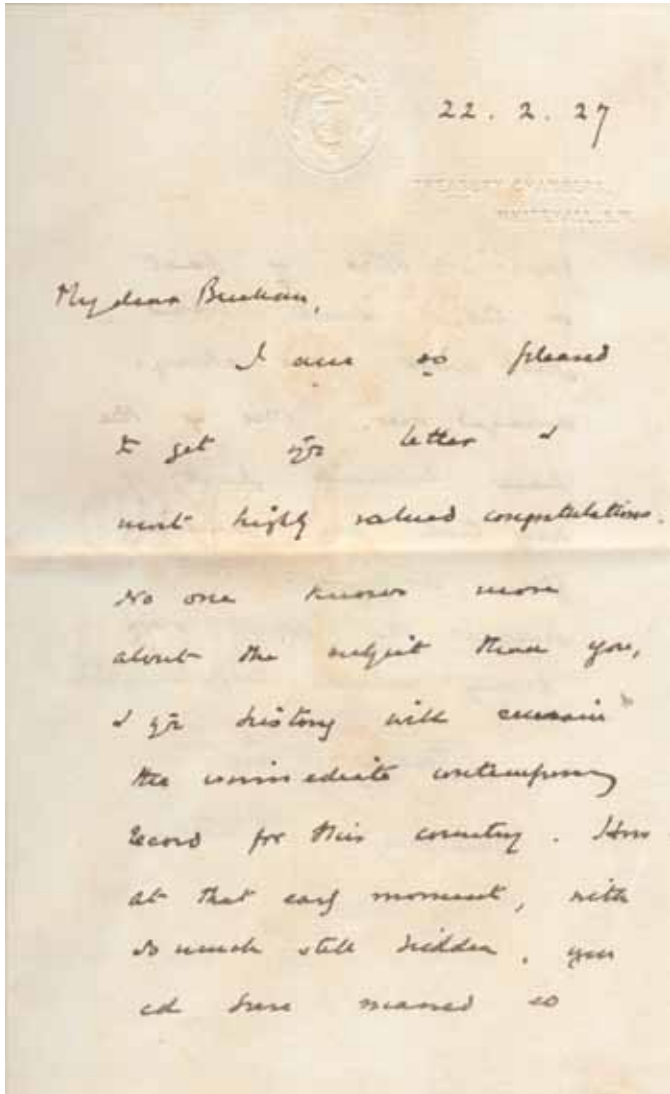 22. 2. 27
My dear Buchan,
I am so pleased
to get yr letter &
most highly valued congratulations.
No one knows more
about the subject than you,
& yr history will remain
the immediate contemporary
record for this country. How
at that early moment, with
so much still hidden, you
cd have
so